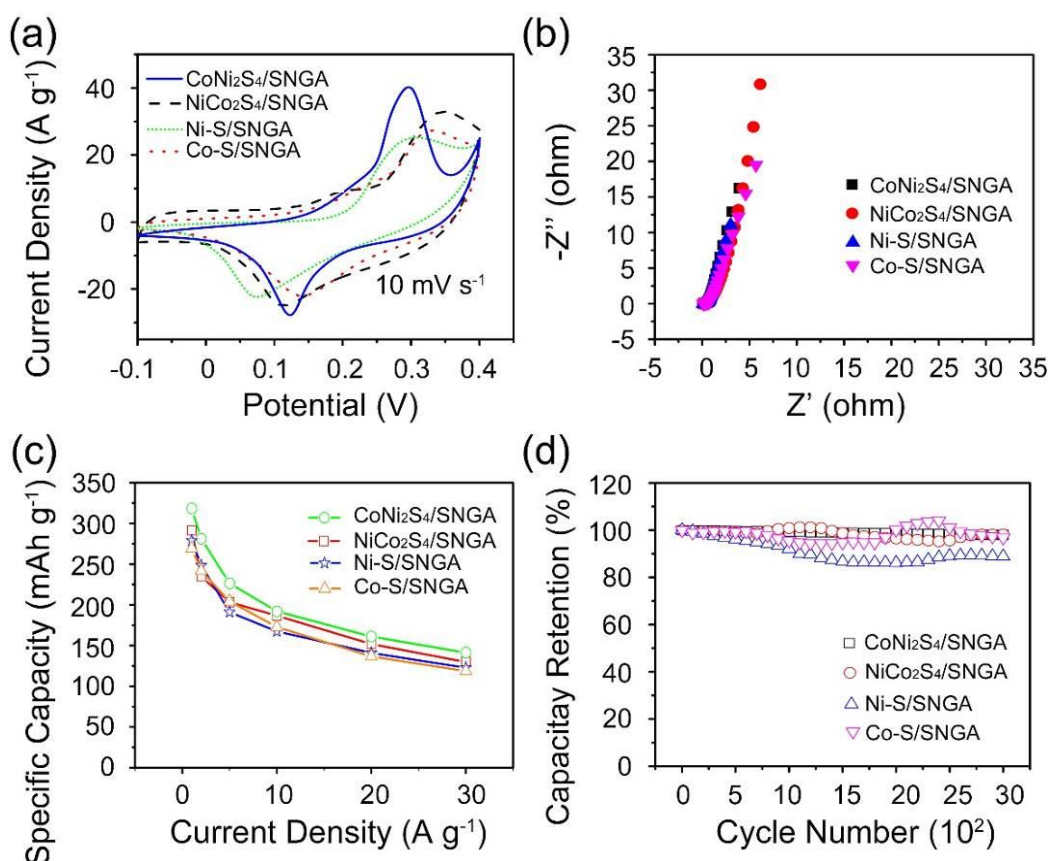 (a)
Current Density (A g⁻¹)
40
20
0
-20
CoNi₂S₄/SNGA
NiCo₂S₄/SNGA
Ni-S/SNGA
Co-S/SNGA
10 mV s⁻¹
-0.1 0 0.1 0.2 0.3 0.4
Potential (V)
(b)
-Z'' (ohm)
35
30
25
20
15
10
5
0
-5
CoNi₂S₄/SNGA
NiCo₂S₄/SNGA
Ni-S/SNGA
Co-S/SNGA
-5 0 5 10 15 20 25 30 35
Z' (ohm)
(c)
Specific Capacity (mAh g⁻¹)
350
300
250
200
150
100
50
0
CoNi₂S₄/SNGA
NiCo₂S₄/SNGA
Ni-S/SNGA
Co-S/SNGA
0 10 20 30
Current Density (A g⁻¹)
(d)
Capacitay Retention (%)
120
100
80
60
40
20
0
CoNi₂S₄/SNGA
NiCo₂S₄/SNGA
Ni-S/SNGA
Co-S/SNGA
0 5 10 15 20 25 30
Cycle Number (10²)